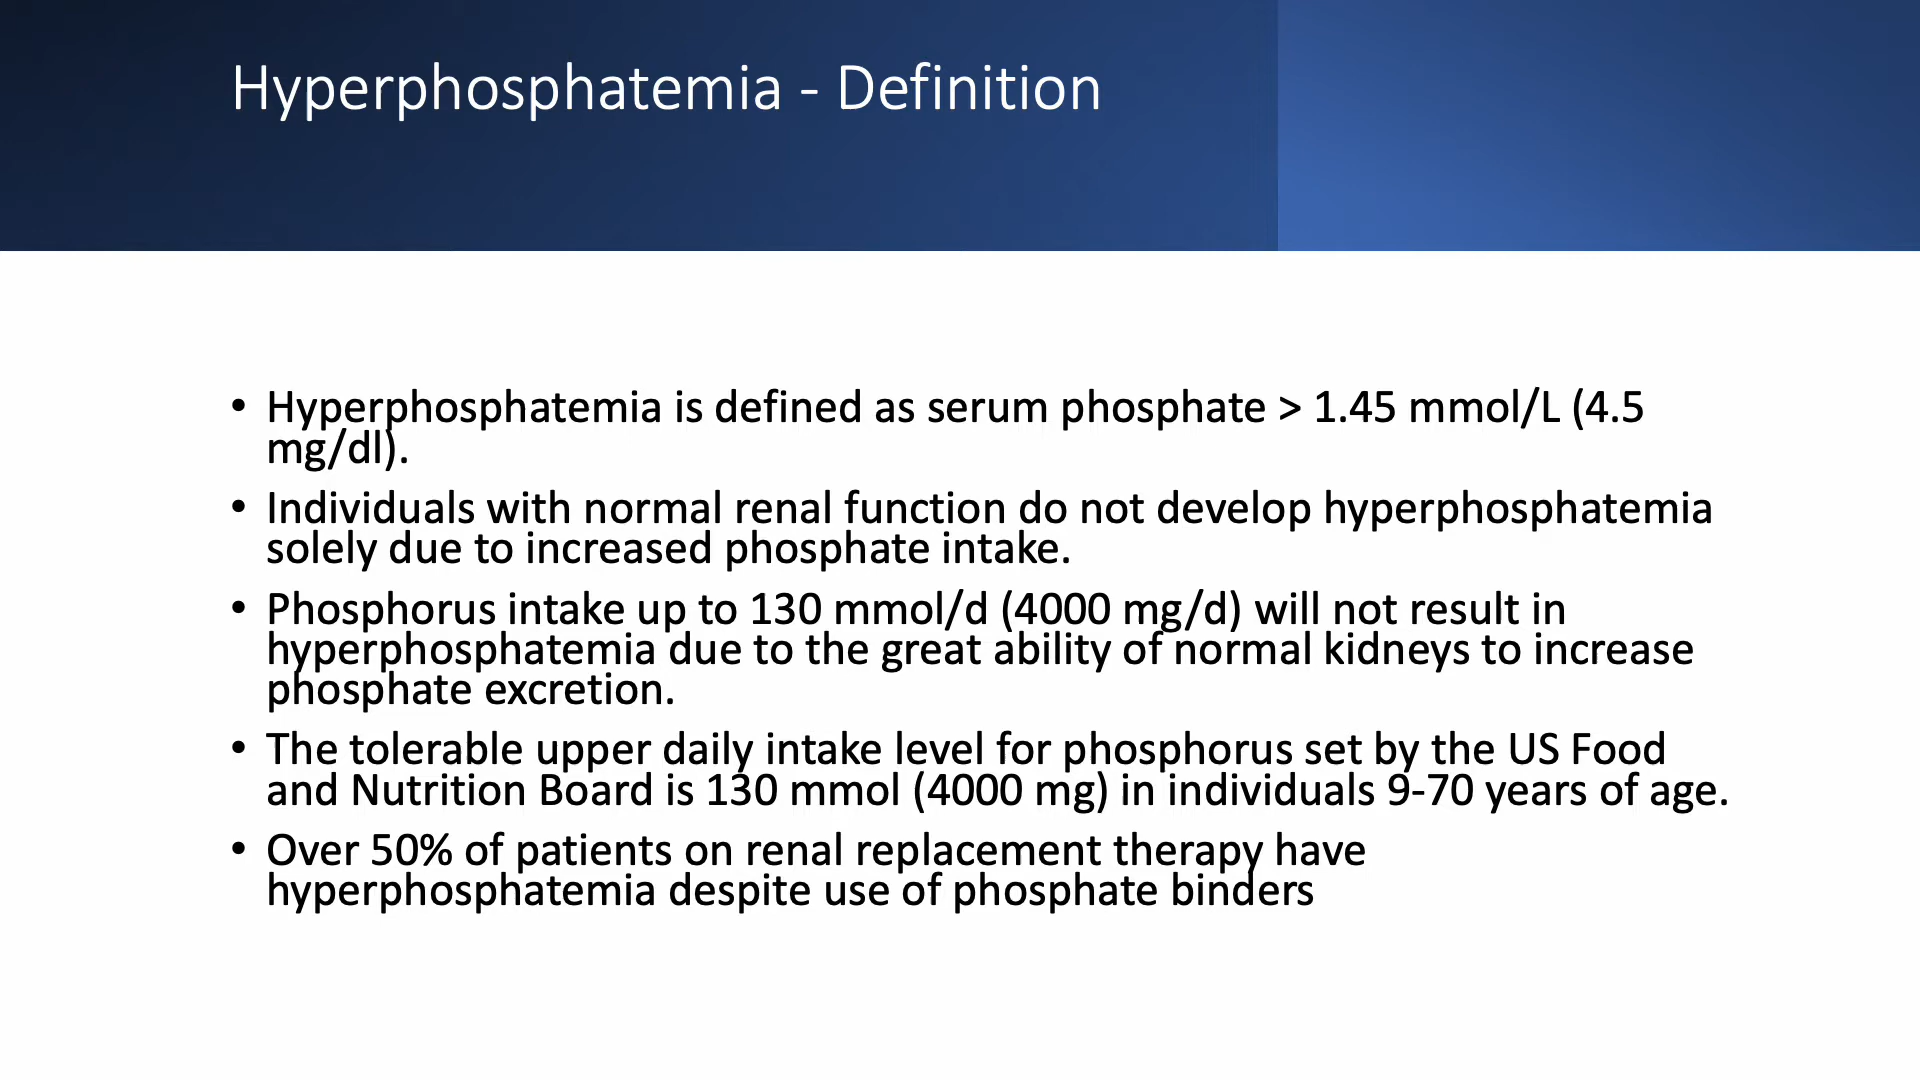 Hyperphosphatemia - Definition
• Hyperphosphatemia is defined as serum phosphate > 1.45 mmol/L (4.5
mg/dl).
• Individuals with normal renal function do not develop hyperphosphatemia
solely due to increased phosphate intake.
• Phosphorus intake up to 130 mmol/d (4000 mg/d) will not result in
hyperphosphatemia due to the great ability of normal kidneys to increase
phosphate excretion.
• The tolerable upper daily intake level for phosphorus set by the US Food
and Nutrition Board is 130 mmol (4000 mg) in individuals 9-70 years of age.
• Over 50% of patients on renal replacement therapy have
hyperphosphatemia despite use of phosphate binders